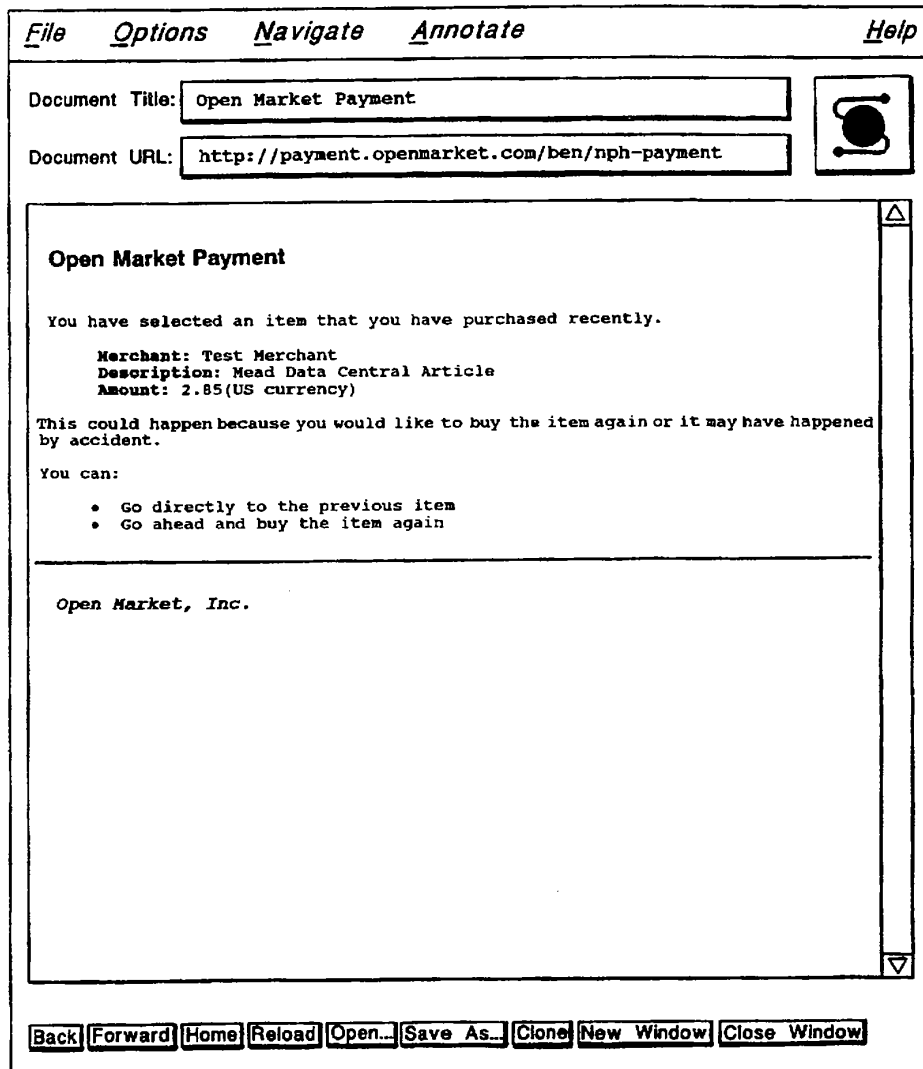 File Options Navigate Annotate Help
Document Title: Open Market Payment
Document URL: http://payment.openmarket.com/ben/nph-payment
Open Market Payment
You have selected an item that you have purchased recently.
Merchant: Test Merchant
Description: Mead Data Central Article
Amount: 2.85(US currency)
This could happen because you would like to buy the item again or it may have happened
by accident.
You can:
• Go directly to the previous item
• Go ahead and buy the item again
Open Market, Inc.
Back Forward Home Reload Open... Save As... Clone New Window Close Window